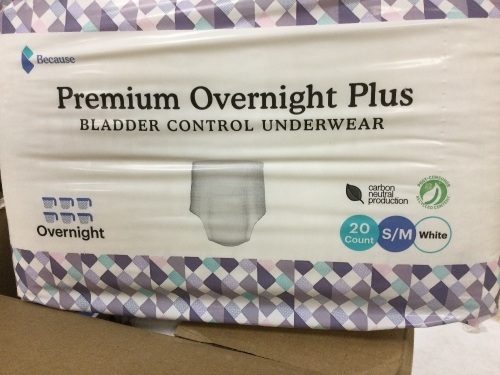 Because
Premium Overnight Plus
BLADDER CONTROL UNDERWEAR
carbon
neutral
production
Overnight
20
Count
S/M
White